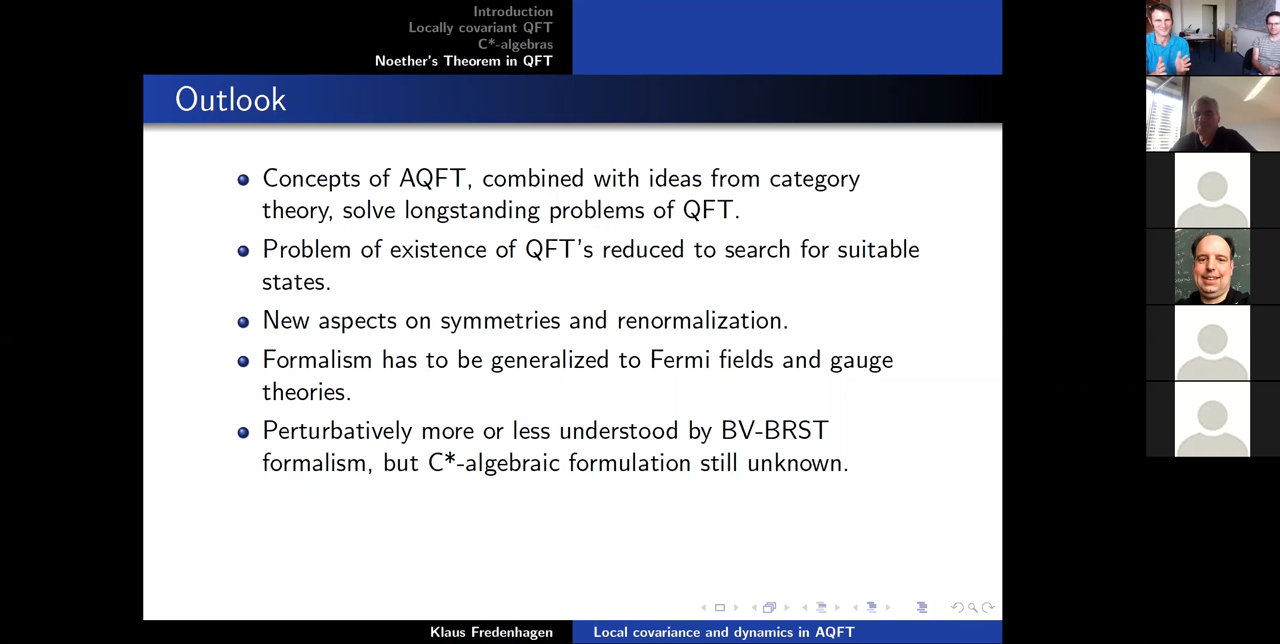 Introduction
Locally covariant QFT
C*-algebras
Noether's Theorem in QFT
Outlook
Concepts of AQFT, combined with ideas from category
theory, solve longstanding problems of QFT.
Problem of existence of QFT's reduced to search for suitable
states.
New aspects on symmetries and renormalization.
Formalism has to be generalized to Fermi fields and gauge
theories.
Perturbatively more or less understood by BV-BRST
formalism, but C*-algebraic formulation still unknown.
Klaus Fredenhagen
Local covariance and dynamics in AQFT